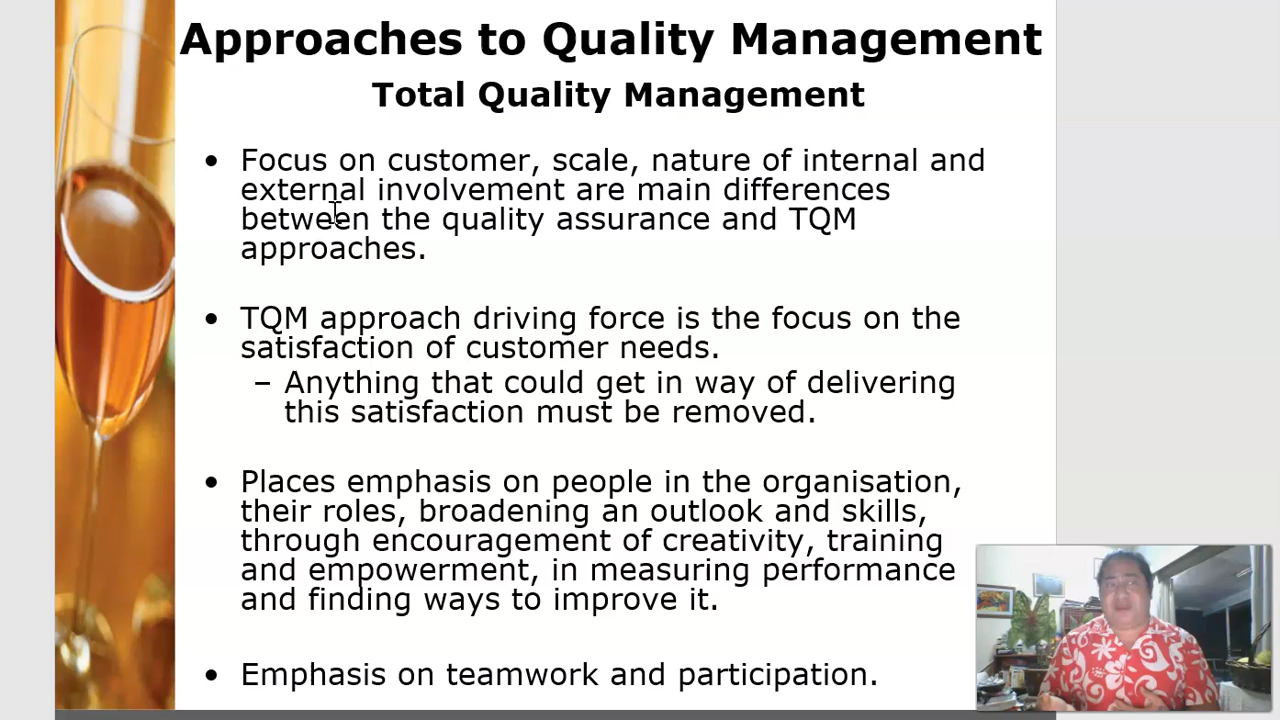 Approaches to Quality Management
Total Quality Management
• Focus on customer, scale, nature of internal and
external involvement are main differences
between the quality assurance and TQM
approaches.
• TQM approach driving force is the focus on the
satisfaction of customer needs.
– Anything that could get in way of delivering
this satisfaction must be removed.
• Places emphasis on people in the organisation,
their roles, broadening an outlook and skills,
through encouragement of creativity, training
and empowerment, in measuring performance
and finding ways to improve it.
• Emphasis on teamwork and participation.